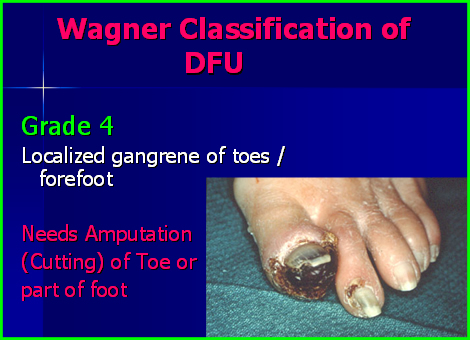 Wagner Classification of
DFU
Grade 4
Localized gangrene of toes /
forefoot
Needs Amputation
(Cutting) of Toe or
part of foot